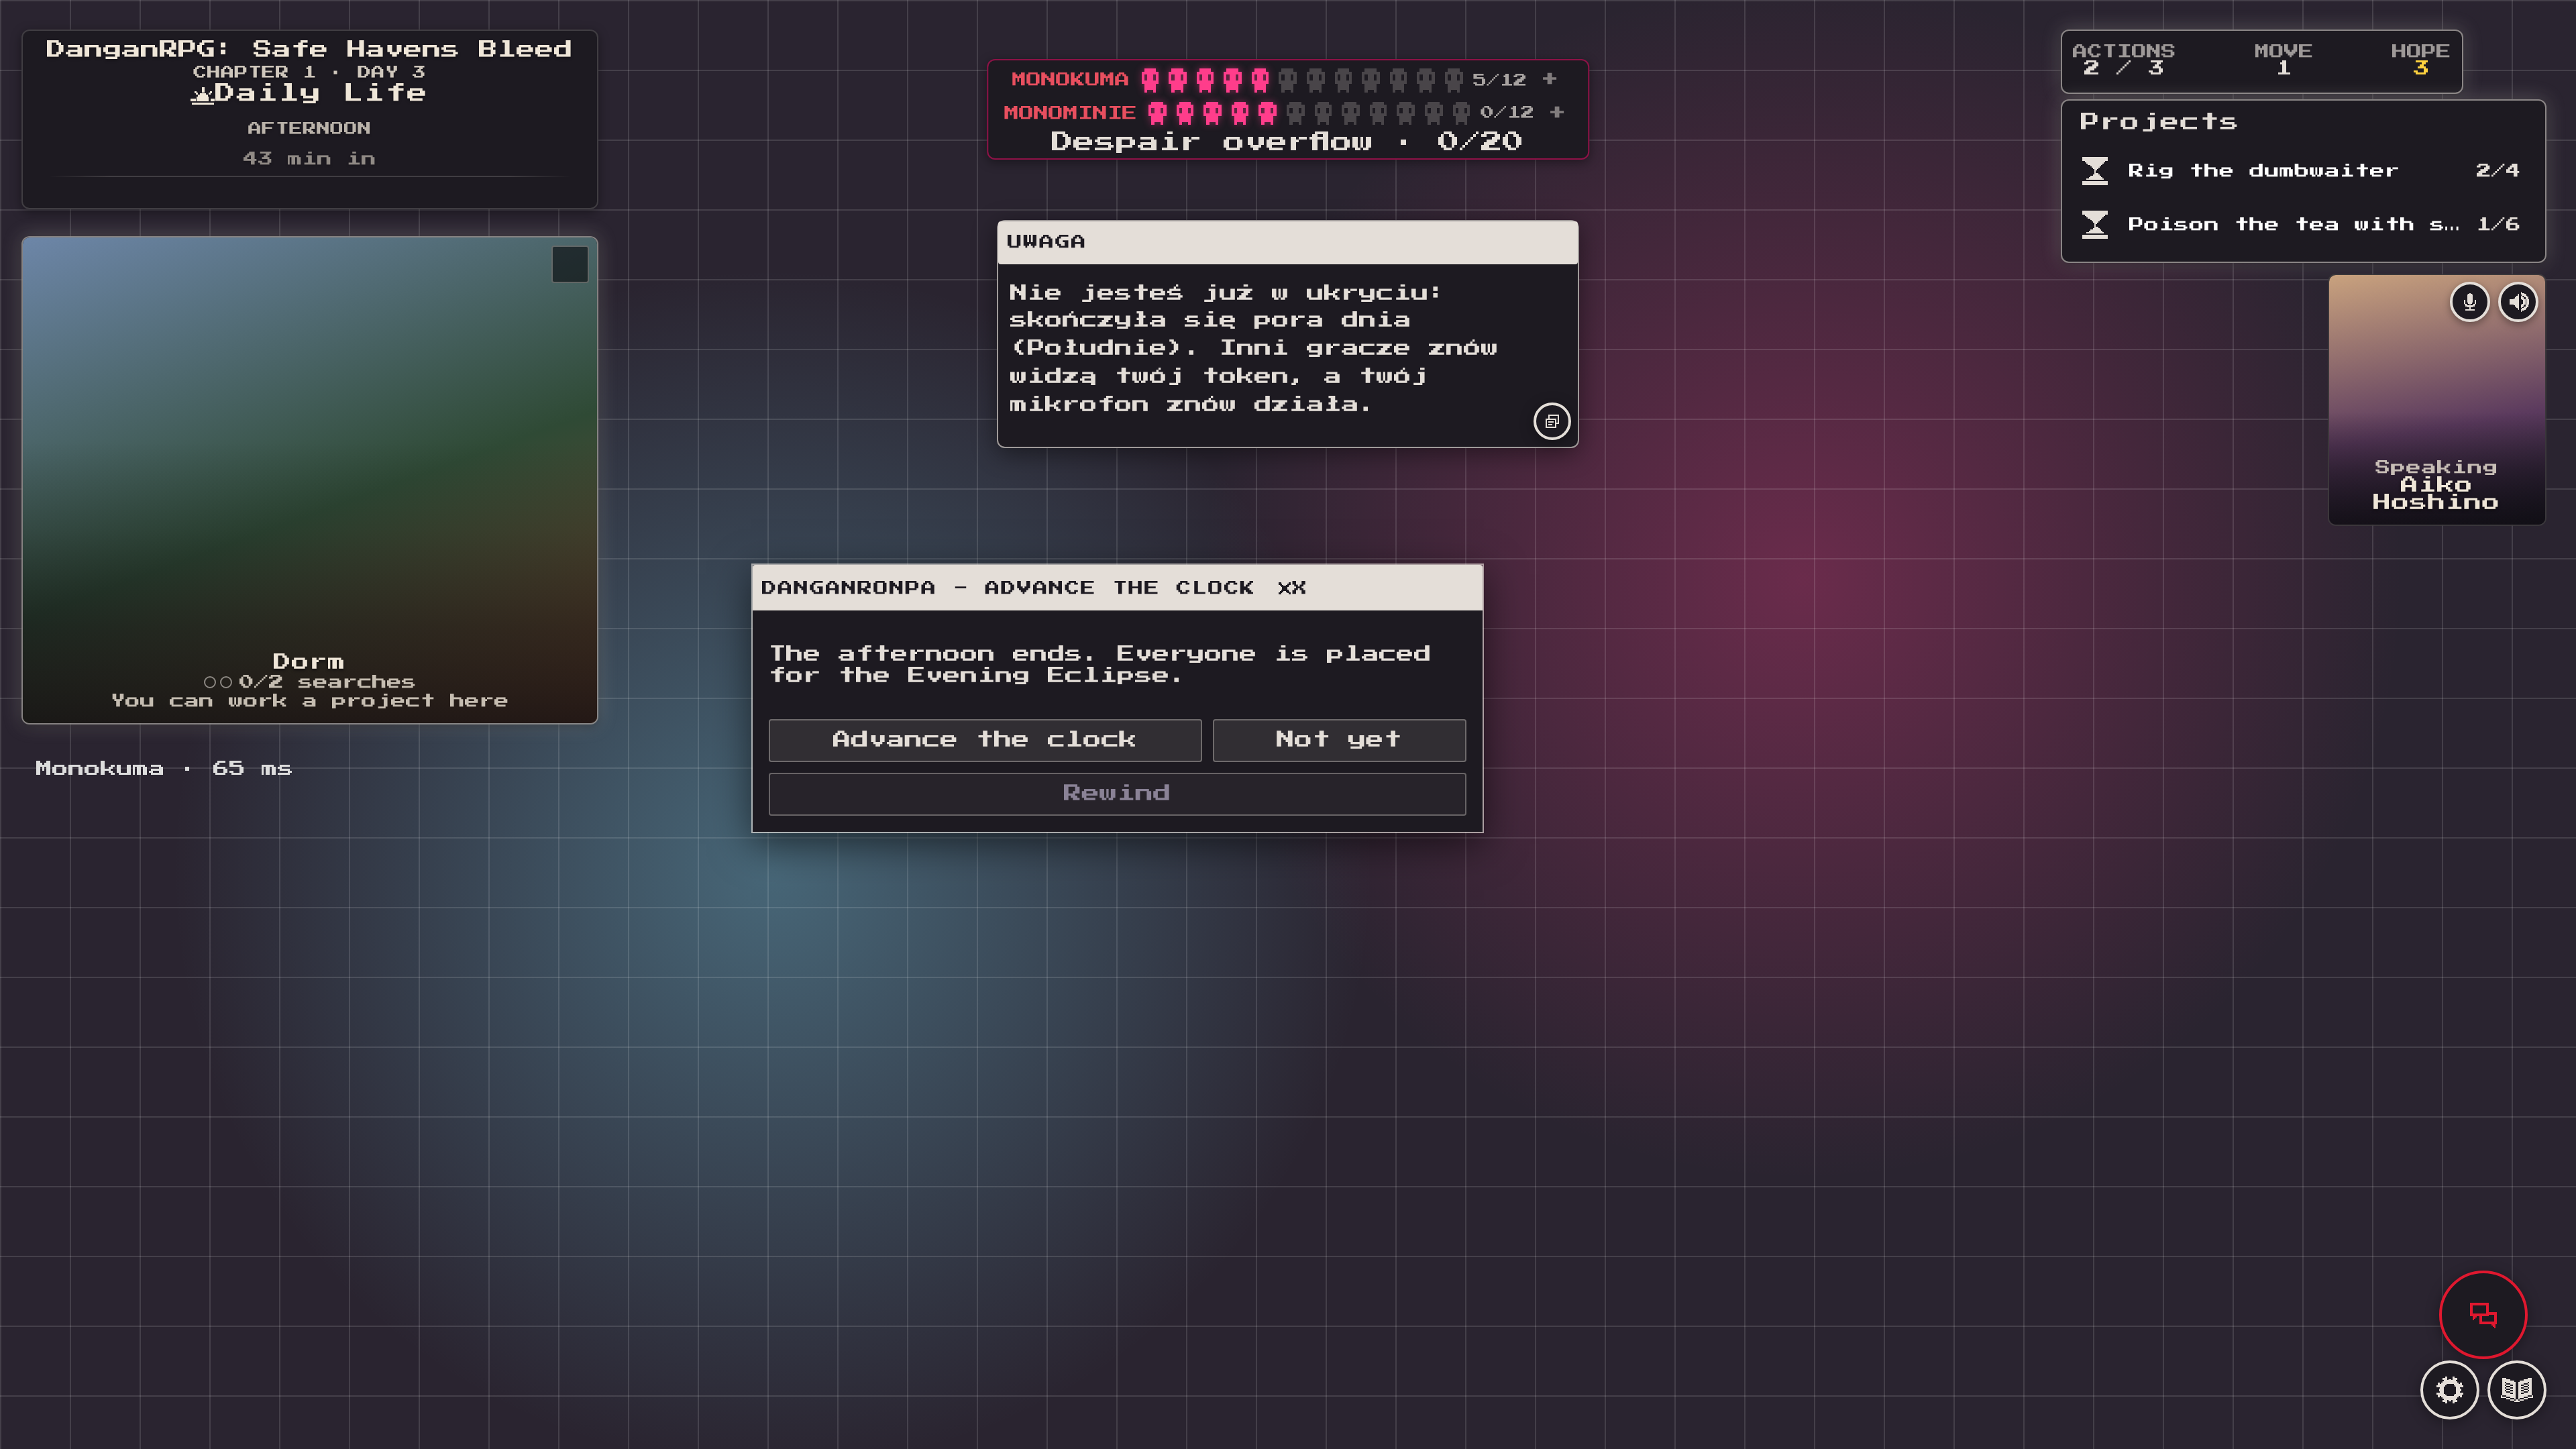 DanganRPG: Safe Havens Bleed
CHAPTER 1 · DAY 3
Daily Life
AFTERNOON
43 min in
MONOKUMA 5/12 +
MONOMINIE 0/12 +
Despair overflow · 0/20
ACTIONS MOVE HOPE
2 / 3 1 3
Projects
Rig the dumbwaiter 2/4
Poison the tea with s… 1/6
UWAGA
Nie jesteś już w ukryciu:
skończyła się pora dnia
(Południe). Inni gracze znów
widzą twój token, a twój
mikrofon znów działa.
Speaking
Aiko
Hoshino
Dorm
○○0/2 searches
You can work a project here
Monokuma · 65 ms
DANGANRONPA – ADVANCE THE CLOCK xX
The afternoon ends. Everyone is placed
for the Evening Eclipse.
Advance the clock
Not yet
Rewind